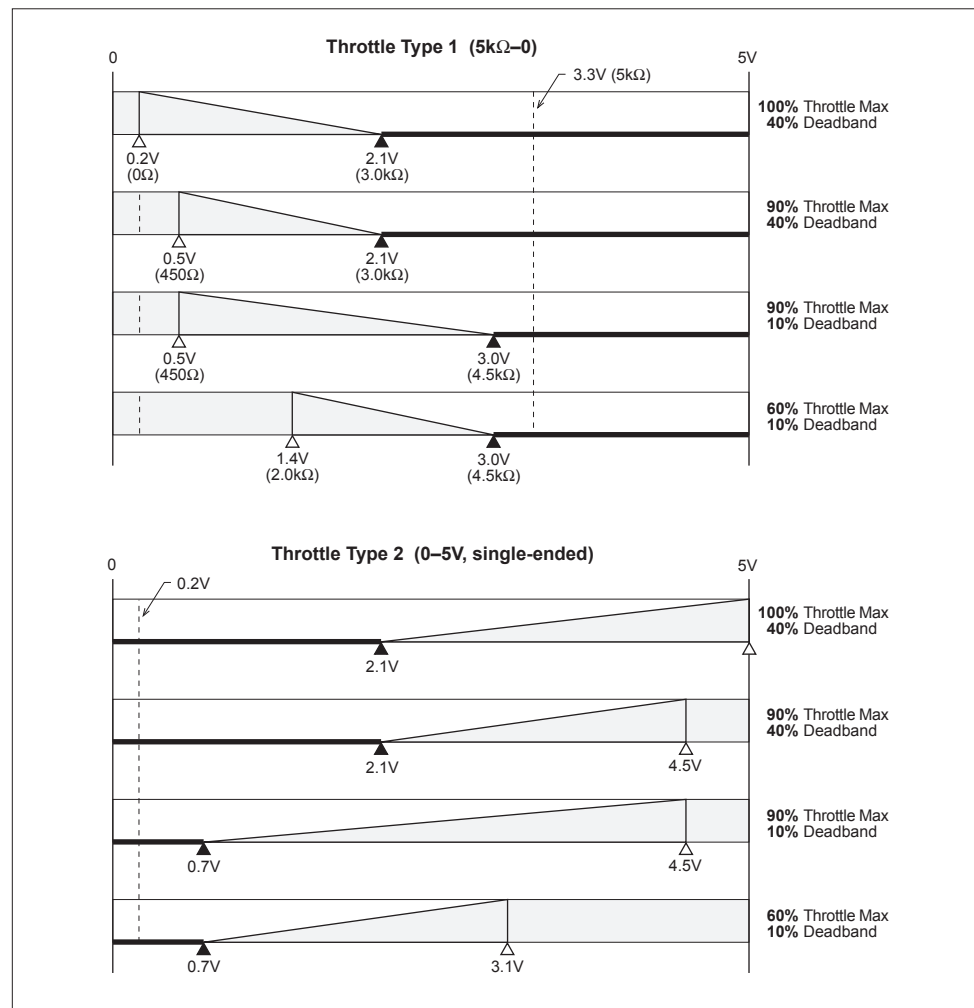 Throttle Type 1 (5kΩ–0)
0
5V
3.3V (5kΩ)
100% Throttle Max
40% Deadband
0.2V
(0Ω)
2.1V
(3.0kΩ)
90% Throttle Max
40% Deadband
0.5V
(450Ω)
2.1V
(3.0kΩ)
90% Throttle Max
10% Deadband
0.5V
(450Ω)
3.0V
(4.5kΩ)
60% Throttle Max
10% Deadband
1.4V
(2.0kΩ)
3.0V
(4.5kΩ)
Throttle Type 2 (0–5V, single-ended)
0
5V
0.2V
100% Throttle Max
40% Deadband
2.1V
90% Throttle Max
40% Deadband
2.1V
4.5V
90% Throttle Max
10% Deadband
0.7V
4.5V
60% Throttle Max
10% Deadband
0.7V
3.1V